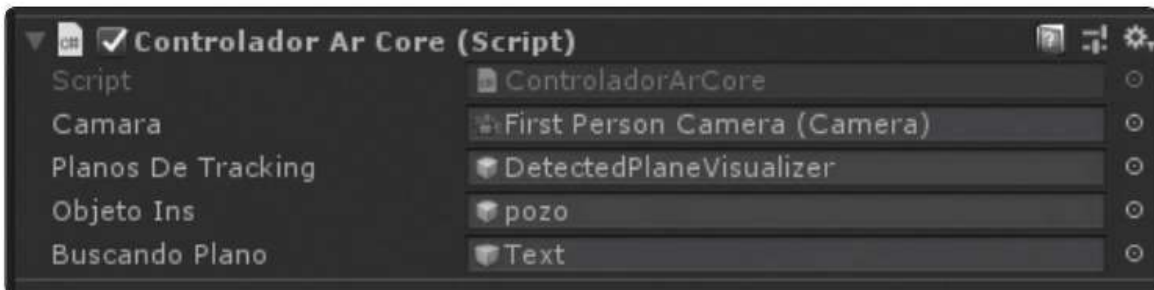 c# Controlador Ar Core (Script)
Script ControladorArCore
Camara First Person Camera (Camera)
Planos De Tracking DetectedPlaneVisualizer
Objeto Ins pozo
Buscando Plano Text